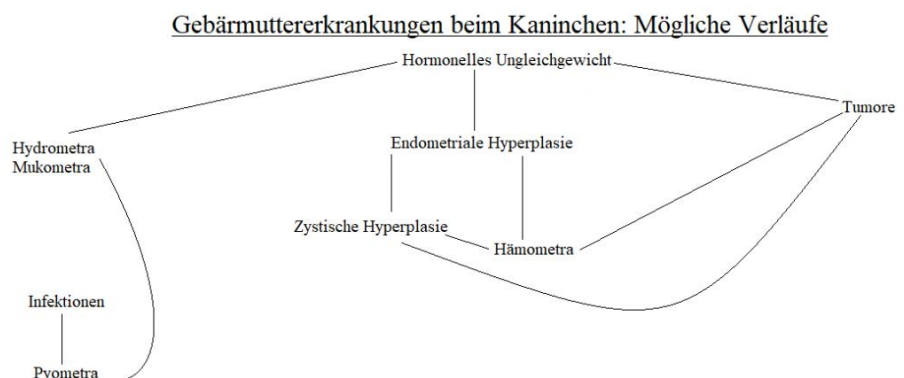 Gebärmuttererkrankungen beim Kaninchen: Mögliche Verläufe
Hormonelles Ungleichgewicht
Tumore
Hydrometra
Mukometra
Endometriale Hyperplasie
Zystische Hyperplasie
Hämometra
Infektionen
Pyometra